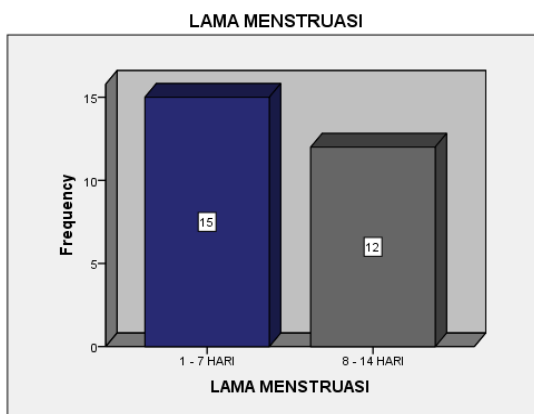 LAMA MENSTRUASI
Frequency
15
10
5
0
15
12
1 - 7 HARI
8 - 14 HARI
LAMA MENSTRUASI